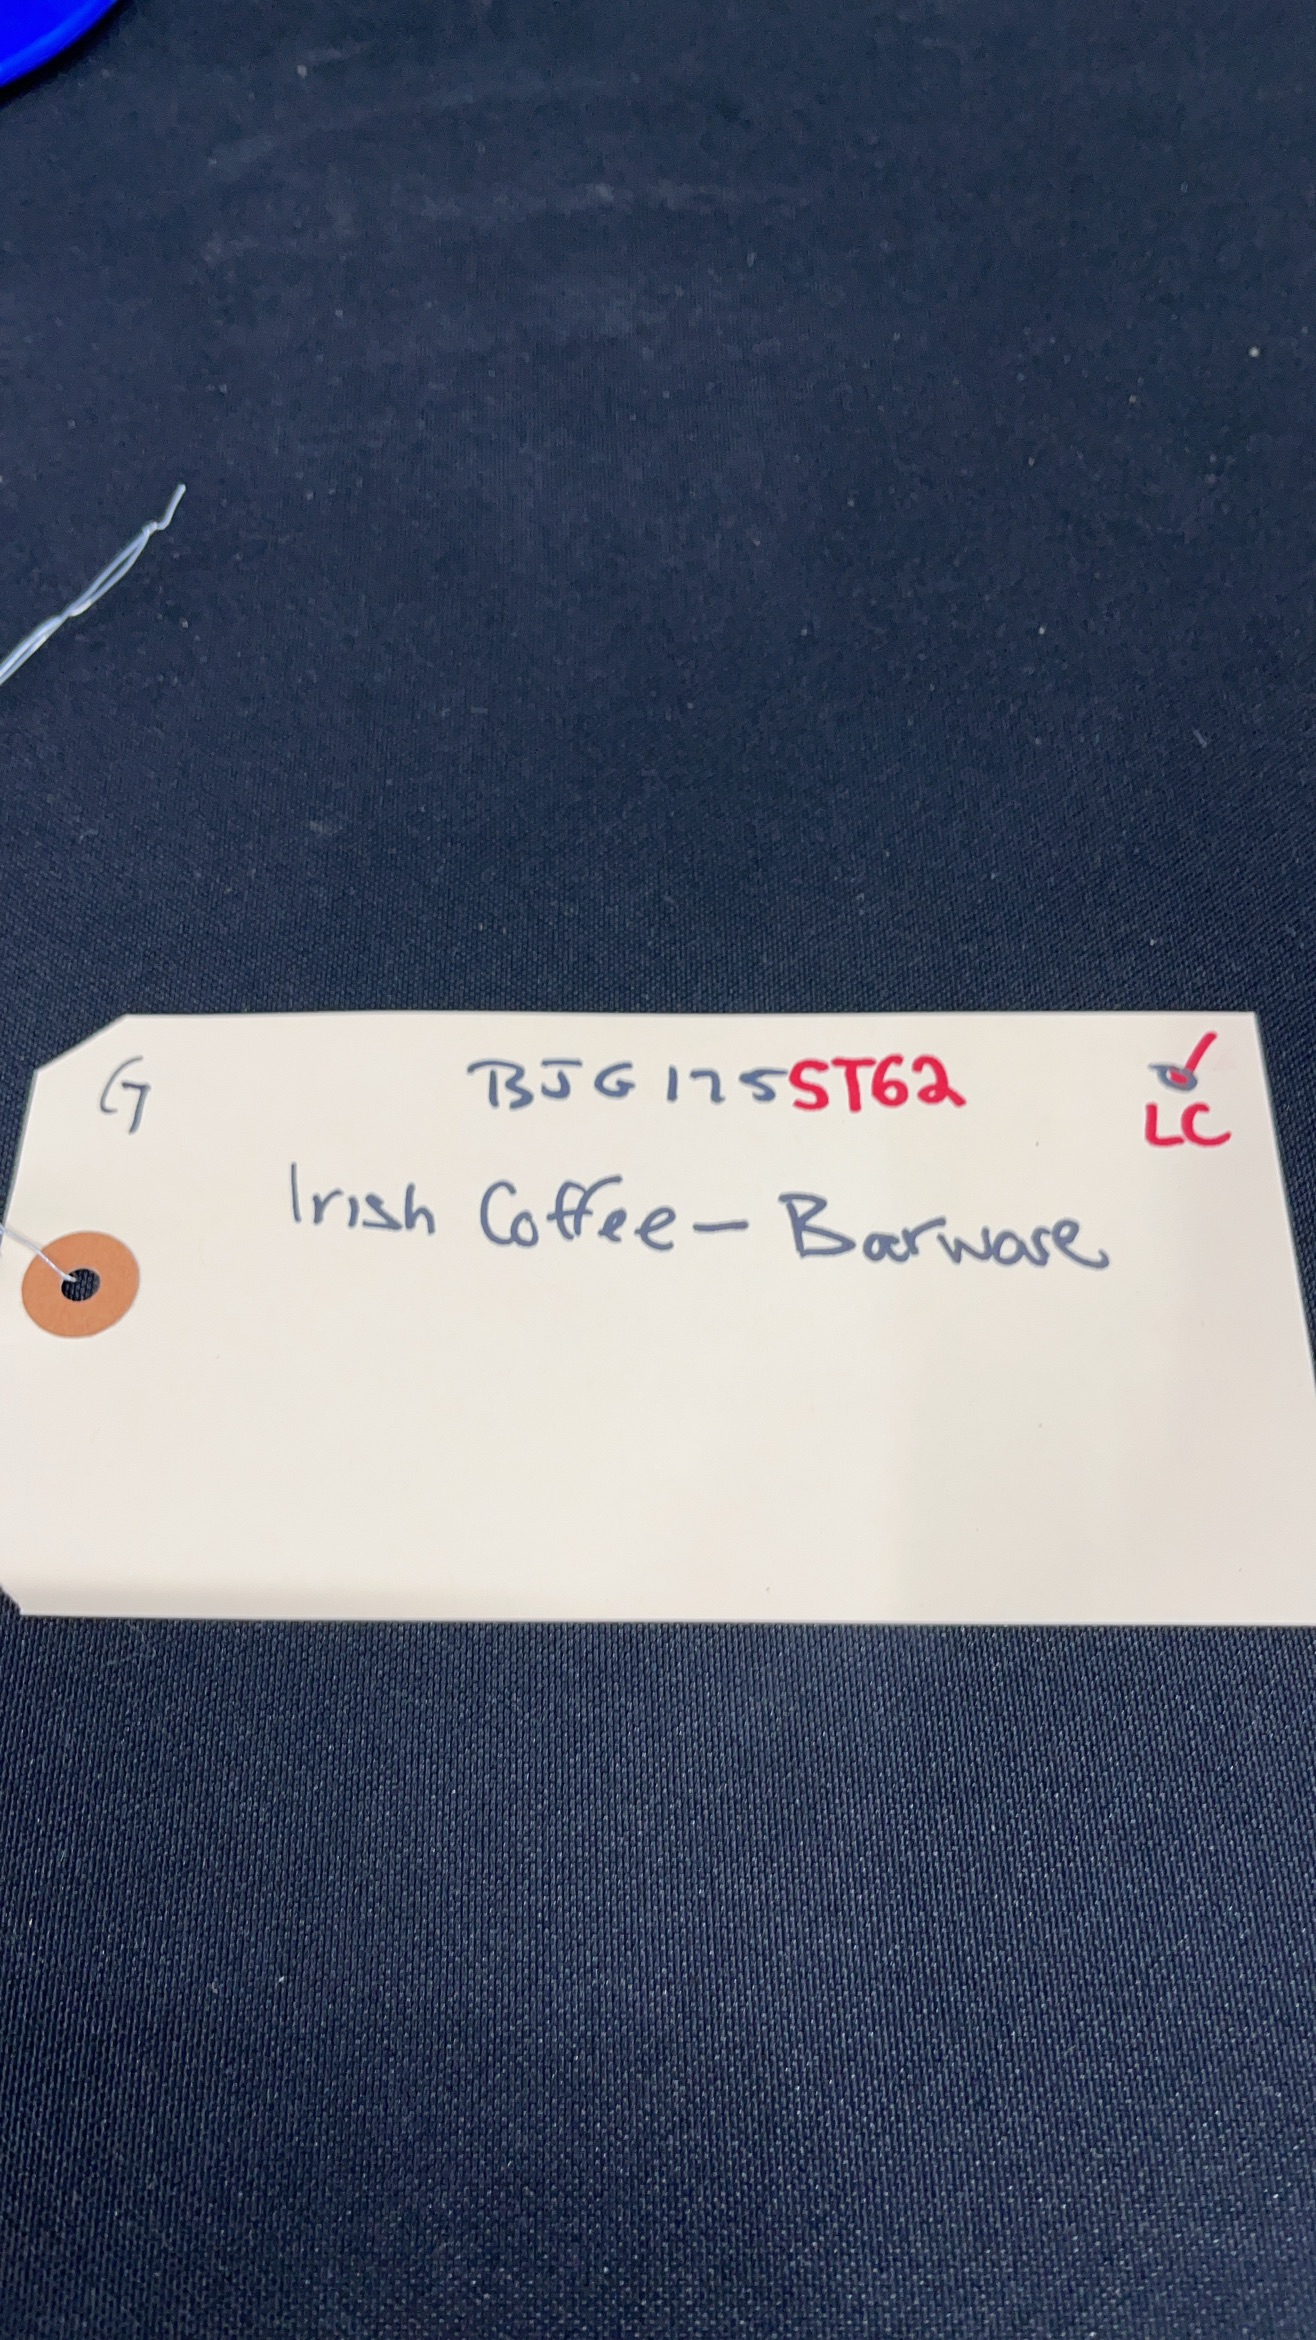 G BJG175ST62
LC
Irish Coffee - Barware